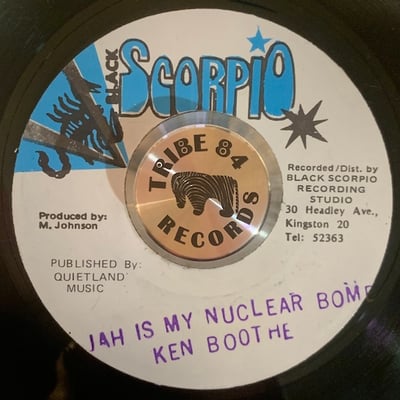 BLACK
SCORPIO
TRIBE 84
RECORDS
Recorded/Dist. by
BLACK SCORPIO
RECORDING
STUDIO
30 Headley Ave.,
Kingston 20
Tel: 52363
Produced by:
M. Johnson
PUBLISHED By:
QUIETLAND
MUSIC
JAH IS MY NUCLEAR BOMB
KEN BOOTHE